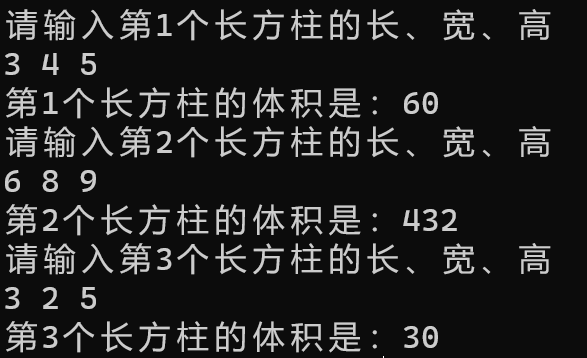 请输入第1个长方柱的长、宽、高
3 4 5
第1个长方柱的体积是：60
请输入第2个长方柱的长、宽、高
6 8 9
第2个长方柱的体积是：432
请输入第3个长方柱的长、宽、高
3 2 5
第3个长方柱的体积是：30